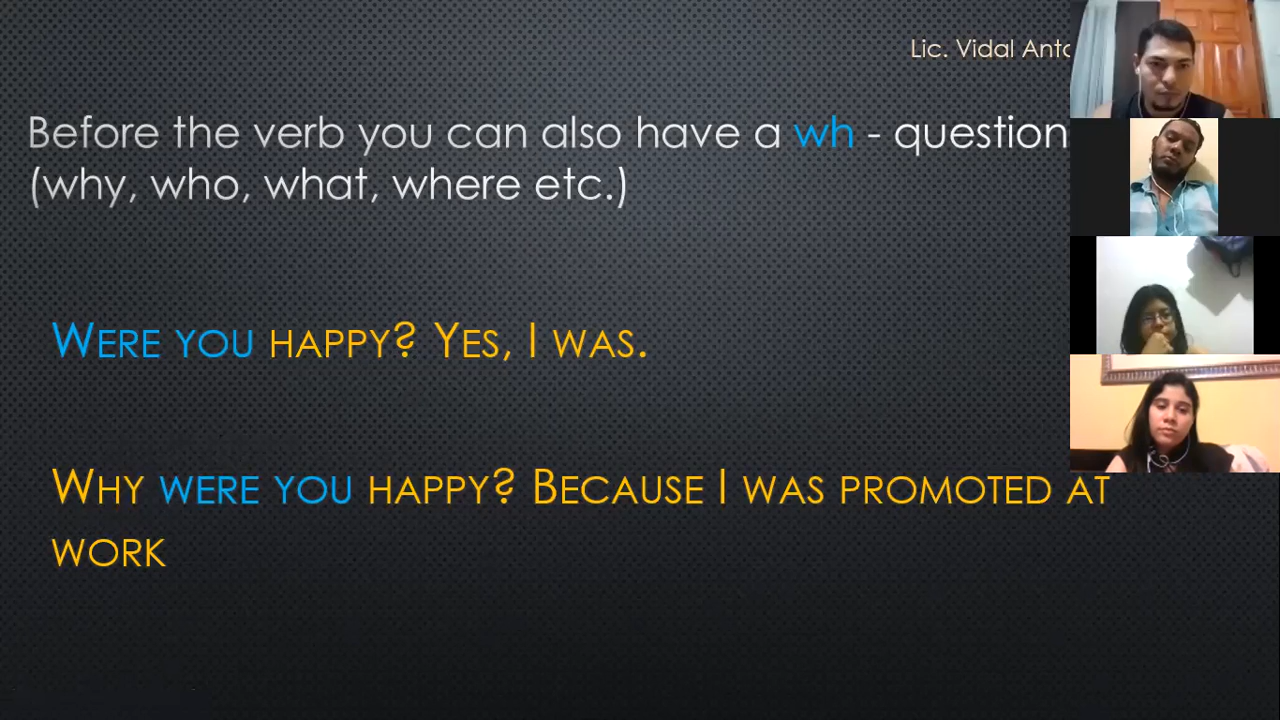 Lic. Vidal
Before the verb you can also have a wh - question
(why, who, what, where etc.)
WERE YOU HAPPY? YES, I WAS.
WHY WERE YOU HAPPY? BECAUSE I WAS PROMOTED AT
WORK